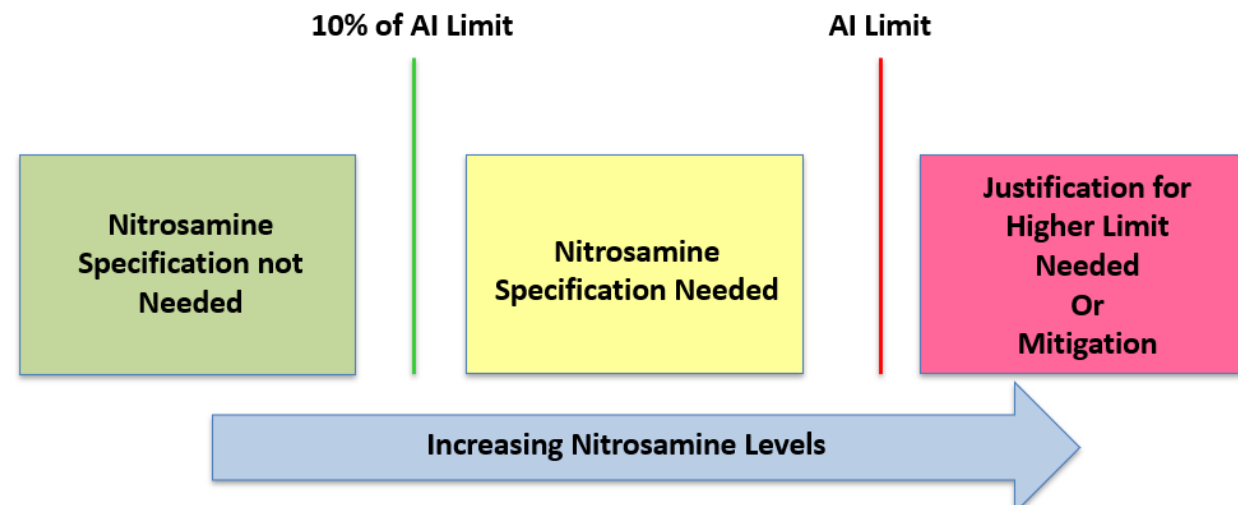 10% of AI Limit
AI Limit
Nitrosamine
Specification not
Needed
Nitrosamine
Specification Needed
Justification for
Higher Limit
Needed
Or
Mitigation
Increasing Nitrosamine Levels